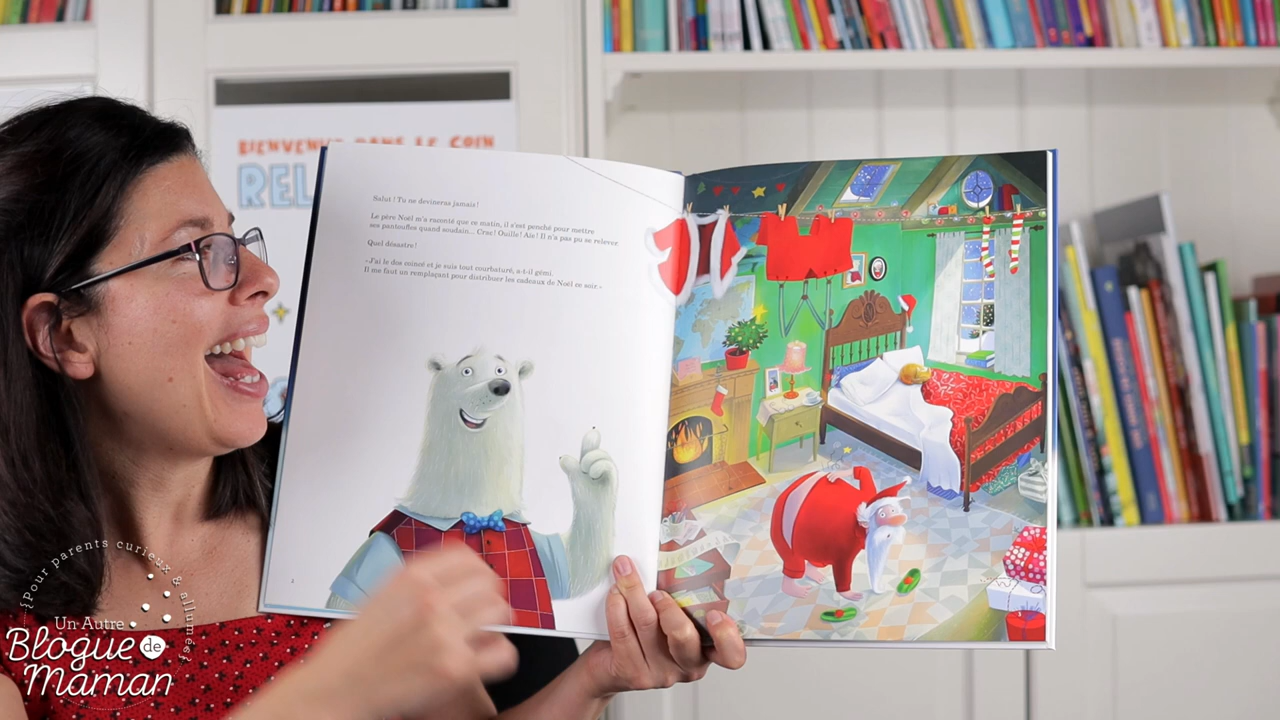 BIENVENUE DANS LE COIN
REL
Salut ! Tu ne devineras jamais !
Le père Noël m'a raconté que ce matin, il s'est penché pour mettre
ses pantoufles quand soudain... Crac ! Ouille ! Aïe ! Il n'a pas pu se relever.
Quel désastre !
«J'ai le dos coincé et je suis tout courbaturé, a-t-il gémi.
Il me faut un remplaçant pour distribuer les cadeaux de Noël ce soir.»
{Pour parents curieux & allumés}
Un Autre
Blogue de
Maman